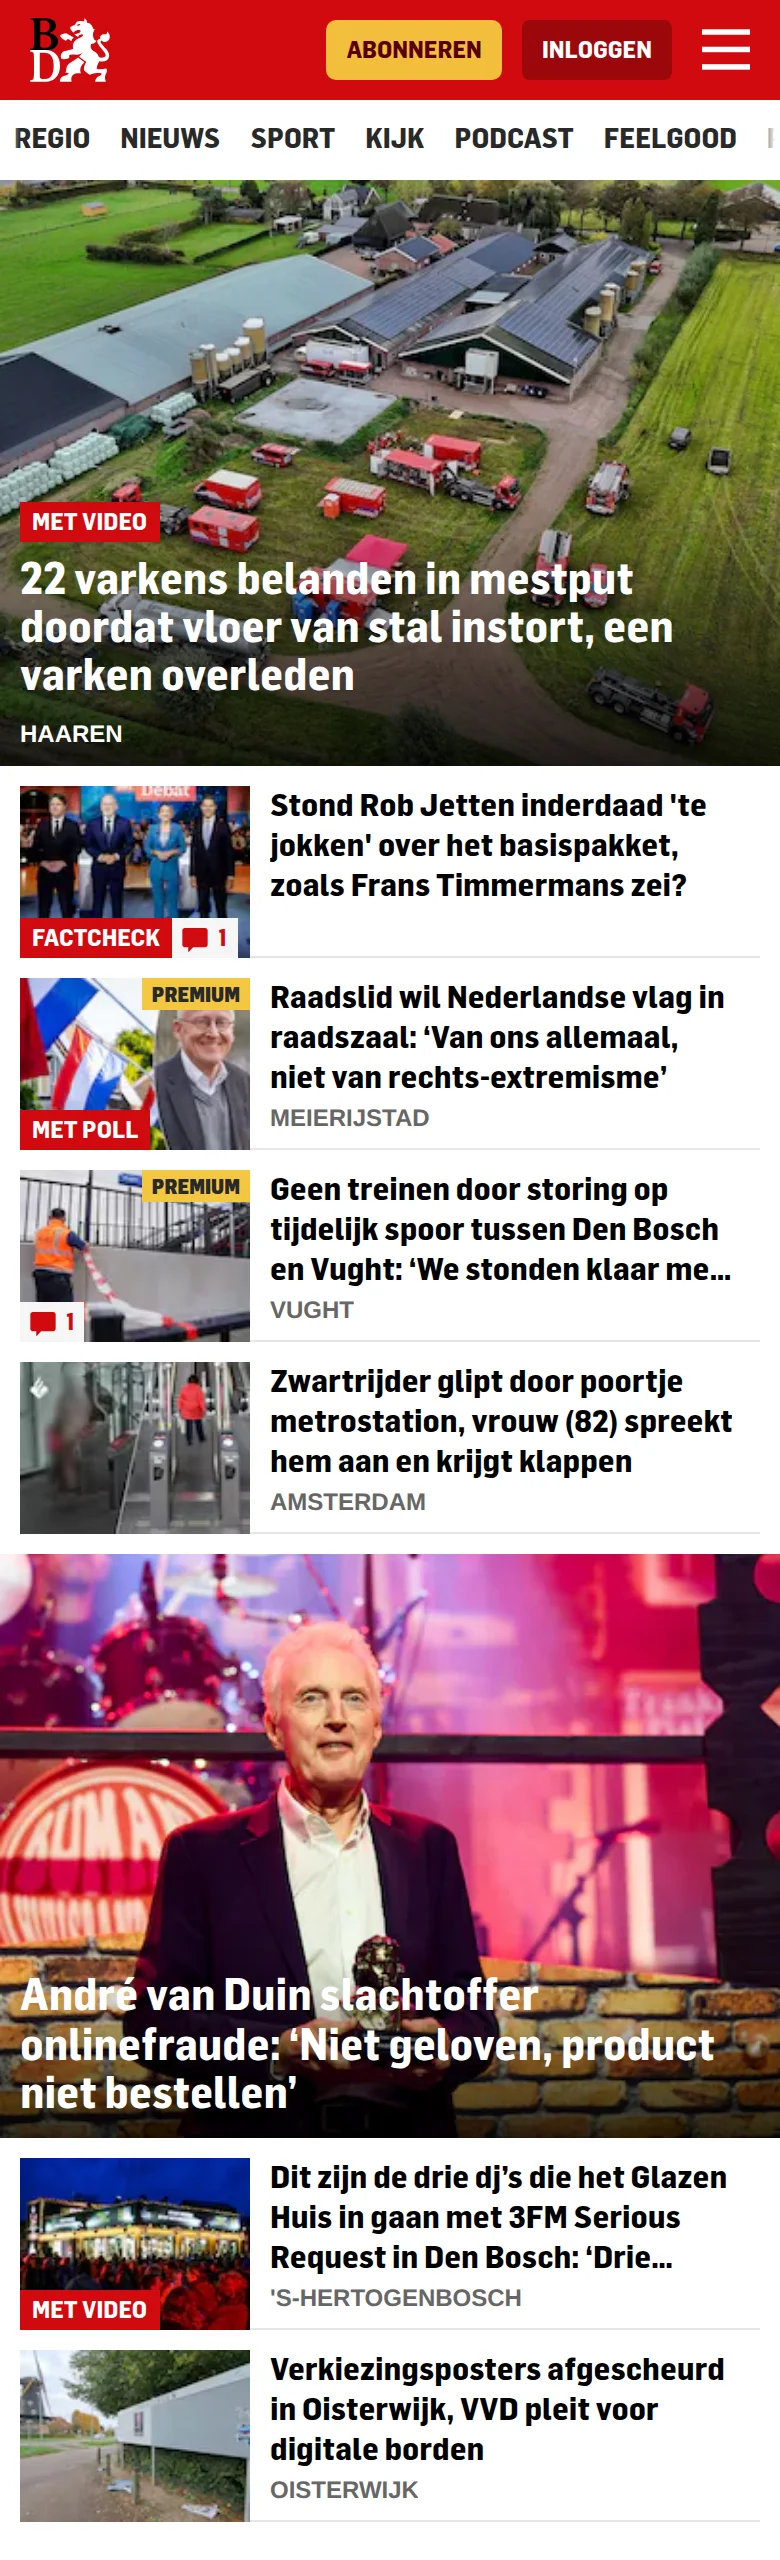 BD
ABONNEREN
INLOGGEN
REGIO NIEUWS SPORT KIJK PODCAST FEELGOOD
MET VIDEO
22 varkens belanden in mestput
doordat vloer van stal instort, een
varken overleden
HAAREN
Debat
FACTCHECK
1
Stond Rob Jetten inderdaad 'te
jokken' over het basispakket,
zoals Frans Timmermans zei?
PREMIUM
MET POLL
Raadslid wil Nederlandse vlag in
raadszaal: ‘Van ons allemaal,
niet van rechts-extremisme’
MEIERIJSTAD
PREMIUM
1
Geen treinen door storing op
tijdelijk spoor tussen Den Bosch
en Vught: ‘We stonden klaar me...
VUGHT
Zwartrijder glipt door poortje
metrostation, vrouw (82) spreekt
hem aan en krijgt klappen
AMSTERDAM
André van Duin slachtoffer
onlinefraude: ‘Niet geloven, product
niet bestellen’
MET VIDEO
Dit zijn de drie dj’s die het Glazen
Huis in gaan met 3FM Serious
Request in Den Bosch: ‘Drie...
'S-HERTOGENBOSCH
Verkiezingsposters afgescheurd
in Oisterwijk, VVD pleit voor
digitale borden
OISTERWIJK